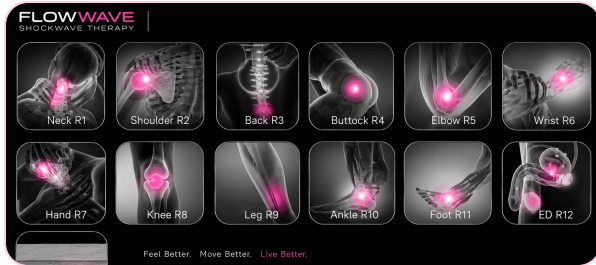 FLOWWAVE
SHOCKWAVE THERAPY
Neck R1
Shoulder R2
Back R3
Buttock R4
Elbow R5
Wrist R6
Hand R7
Knee R8
Leg R9
Ankle R10
Foot R11
ED R12
Feel Better. Move Better. Live Better.